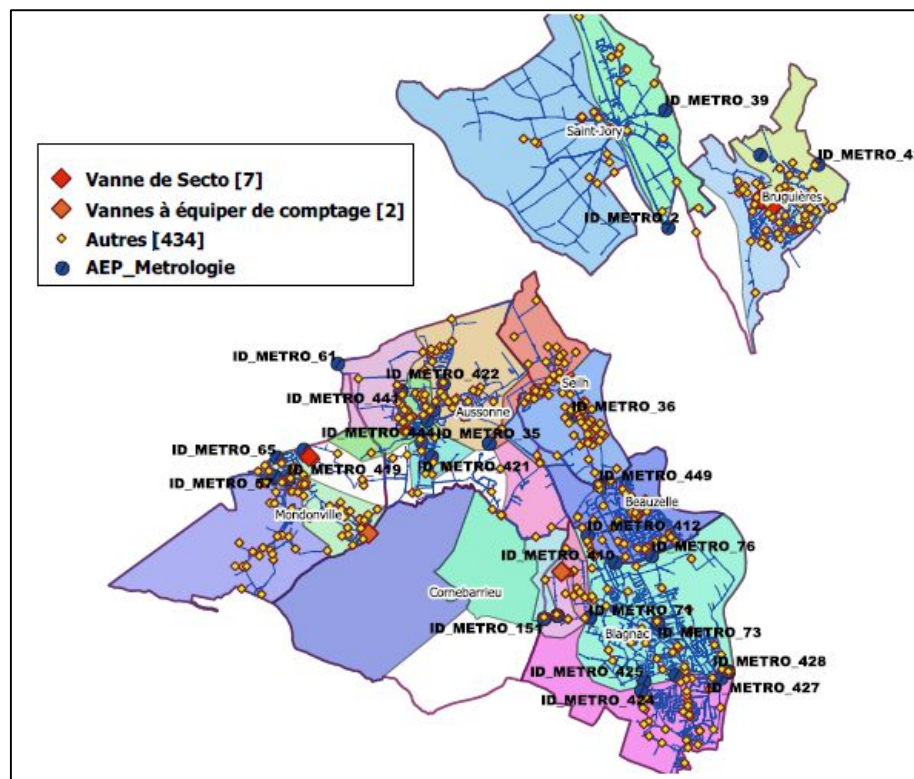 Vanne de Secto [7]
Vannes à équiper de comptage [2]
Autres [434]
AEP_Metrologie
ID_METRO_39
Saint-Jory
Bruguières
ID_METRO_2
ID_METRO_61
ID_METRO_422
Seilh
ID_METRO_441
ID_METRO_36
Aussonne
ID_METRO_444
ID_METRO_35
ID_METRO_65
ID_METRO_419
ID_METRO_421
ID_METRO_449
Beauzelle
Mondonville
ID_METRO_412
ID_METRO_76
ID_METRO_410
Cornebarrieu
ID_METRO_71
ID_METRO_151
Blagnac
ID_METRO_73
ID_METRO_428
ID_METRO_425
ID_METRO_427
ID_METRO_424